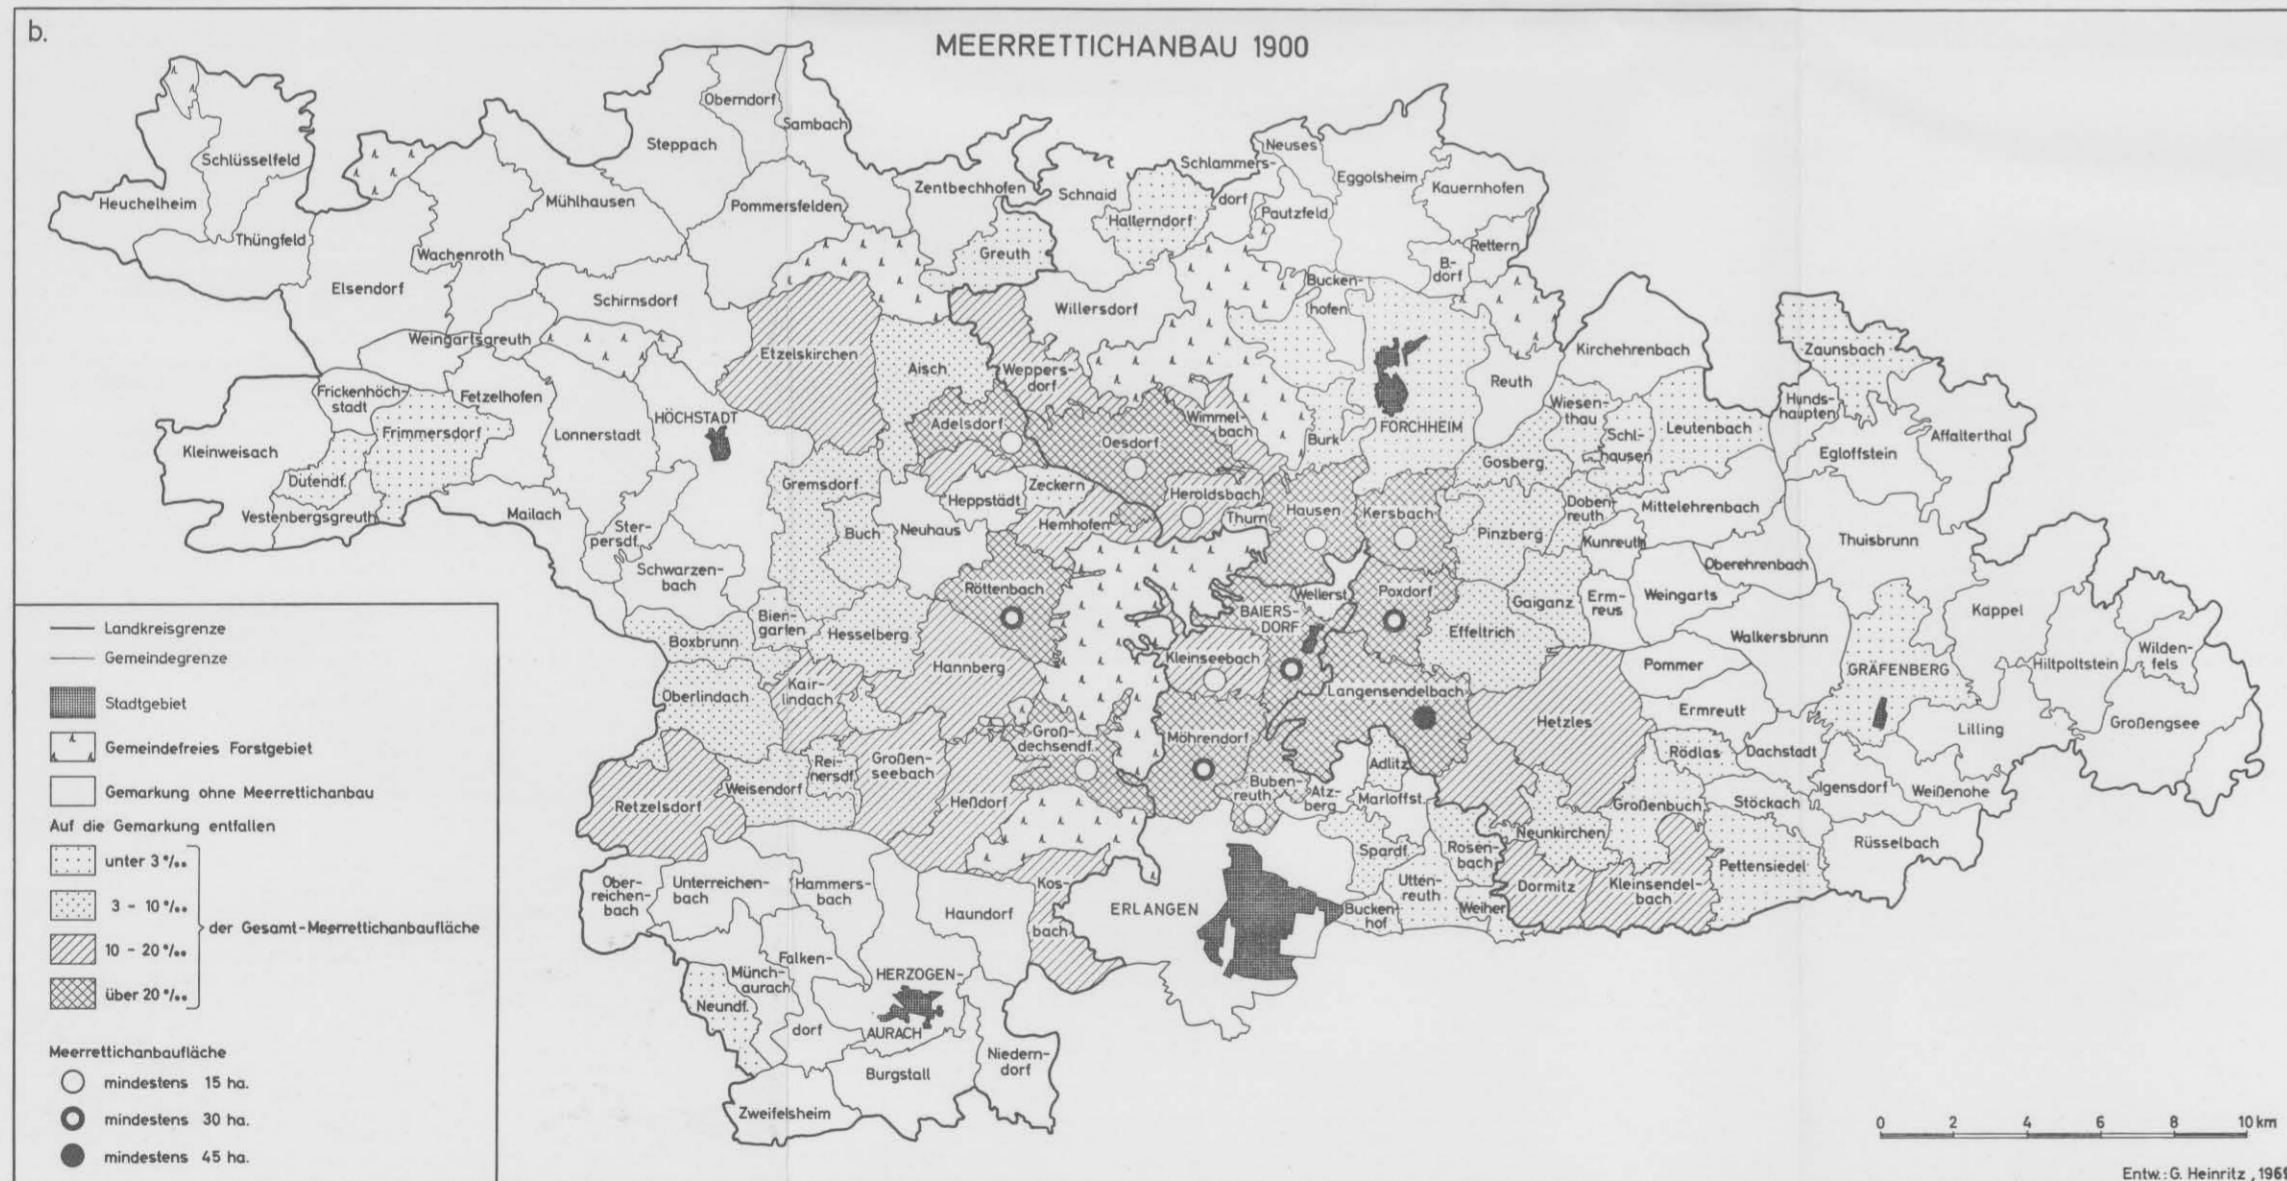 b.
MEERRETTICHANBAU 1900
Oberndorf
Sambach
Steppach
Neuses
Schlüsselfeld
Schlammers-
dorf
Eggolsheim
Zentbechhofen
Schnaid
Kauernhofen
Heuchelheim
Mühlhausen
Pommersfelden
Hallerndorf
Pautzfeld
Thüngfeld
Wachenroth
Greuth
Rettern
B-
dorf
Elsendorf
Schirnsdorf
Willersdorf
Bucken-
hofen
Weingartsgreuth
Etzelskirchen
Aisch
Weppers-
dorf
Kirchehrenbach
Zaunsbach
Reuth
Frickenhöch-
stadt
Fetzelhofen
HÖCHSTADT
Wiesen-
thau
Hunds-
haupten
Frimmersdorf
Lonnerstadt
Adelsdorf
Oesdorf
Wimmel-
bach
Burk
FORCHHEIM
Schl-
hausen
Leutenbach
Affalterthal
Kleinweisach
Egloffstein
Dutendf.
Gremsdorf
Zeckern
Heppstädt
Heroldsbach
Gosberg
Vestenbergsgreuth
Mailach
Ster-
persdf.
Buch
Neuhaus
Hemhofen
Thurn
Hausen
Kersbach
Pinzberg
Doben-
reuth
Mittelehrenbach
Kunreuth
Thuisbrunn
Schwarzen-
bach
Oberehrenbach
Röttenbach
Wellerst.
Poxdorf
BAIERS-
DORF
Gaiganz
Erm-
reus
Weingarts
Kappel
Boxbrunn
Bien-
garten
Hesselberg
Effeltrich
Walkersbrunn
Hannberg
Kleinseebach
Pommer
GRÄFENBERG
Hiltpoltstein
Wilden-
fels
Oberlindach
Kair-
lindach
Langensendelbach
Ermreutt
Hetzles
Großengsee
Groß-
dechsendf.
Möhrendorf
Lilling
Rei-
nersdf.
Großen-
seebach
Adlitz
Rödlas
Dachstadt
Retzelsdorf
Weisendorf
Heßdorf
Buben-
reuth
Atz-
berg
Marloffst.
Großenbuch
Stöckach
Igensdorf
Weißenohe
Neunkirchen
Spardf.
Rosen-
bach
Rüsselbach
Pettensiedel
Ober-
reichen-
bach
Unterreichen-
bach
Hammers-
bach
Haundorf
Kos-
bach
ERLANGEN
Utten-
reuth
Bucken-
hof
Weiher
Dormitz
Kleinsendel-
bach
Falken-
dorf
Münch-
aurach
HERZOGEN-
AURACH
Neundf.
Niedern-
dorf
Burgstall
Zweifelsheim
Landkreisgrenze
Gemeindegrenze
Stadtgebiet
Gemeindefreies Forstgebiet
Gemarkung ohne Meerrettichanbau
Auf die Gemarkung entfallen
unter 3 ‰
3 - 10 ‰
der Gesamt-Meerrettichanbaufläche
10 - 20 ‰
über 20 ‰
Meerrettichanbaufläche
mindestens 15 ha.
mindestens 30 ha.
mindestens 45 ha.
0 2 4 6 8 10 km
Entw.: G. Heinritz, 1969